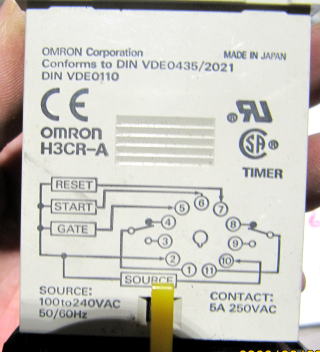 OMRON Corporation
MADE IN JAPAN
Conforms to DIN VDE0435/2021
DIN VDE0110
CE
OMRON
H3CR-A
SA
TIMER
RESET
START
GATE
6
5
7
4
8
3
9
2
10
1
11
SOURCE
SOURCE:
100to240VAC
50/60Hz
CONTACT:
5A 250VAC